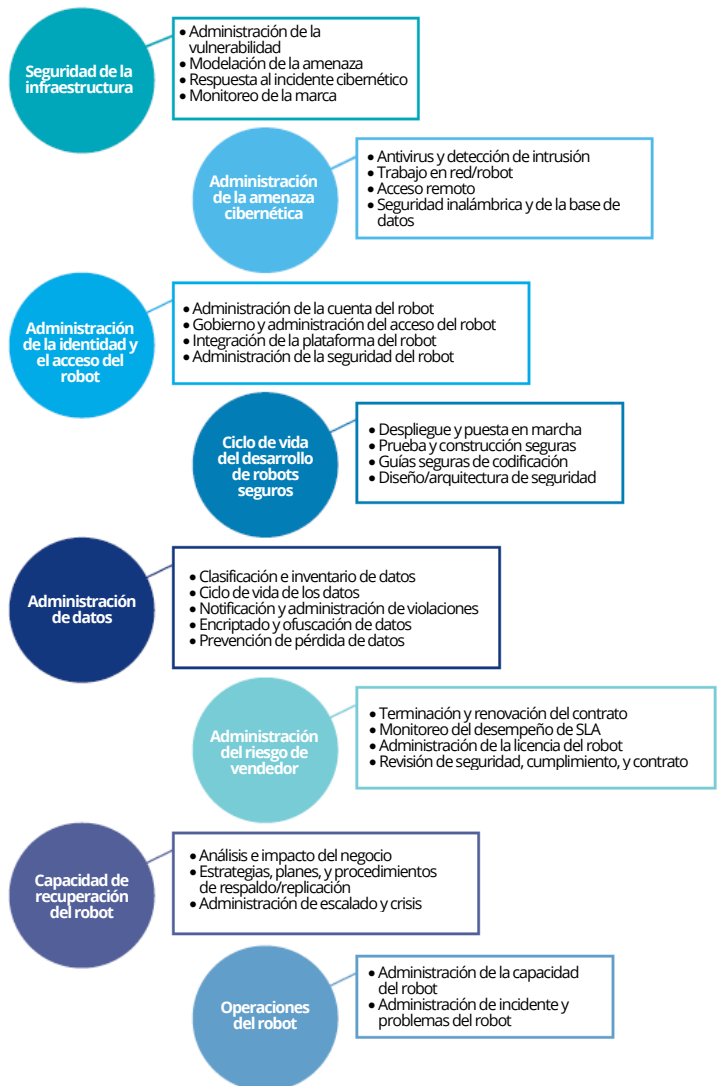 Seguridad de la
infraestructura
• Administración de la
vulnerabilidad
• Modelación de la amenaza
• Respuesta al incidente cibernético
• Monitoreo de la marca
Administración
de la amenaza
cibernética
• Antivirus y detección de intrusión
• Trabajo en red/robot
• Acceso remoto
• Seguridad inalámbrica y de la base de
datos
Administración
de la identidad y
el acceso del
robot
• Administración de la cuenta del robot
• Gobierno y administración del acceso del robot
• Integración de la plataforma del robot
• Administración de la seguridad del robot
Ciclo de vida
del desarrollo
de robots
seguros
• Despliegue y puesta en marcha
• Prueba y construcción seguras
• Guías seguras de codificación
• Diseño/arquitectura de seguridad
Administración
de datos
• Clasificación e inventario de datos
• Ciclo de vida de los datos
• Notificación y administración de violaciones
• Encriptado y ofuscación de datos
• Prevención de pérdida de datos
Administración
del riesgo de
vendedor
• Terminación y renovación del contrato
• Monitoreo del desempeño de SLA
• Administración de la licencia del robot
• Revisión de seguridad, cumplimiento, y contrato
Capacidad de
recuperación
del robot
• Análisis e impacto del negocio
• Estrategias, planes, y procedimientos
de respaldo/replicación
• Administración de escalado y crisis
Operaciones
del robot
• Administración de la capacidad
del robot
• Administración de incidente y
problemas del robot